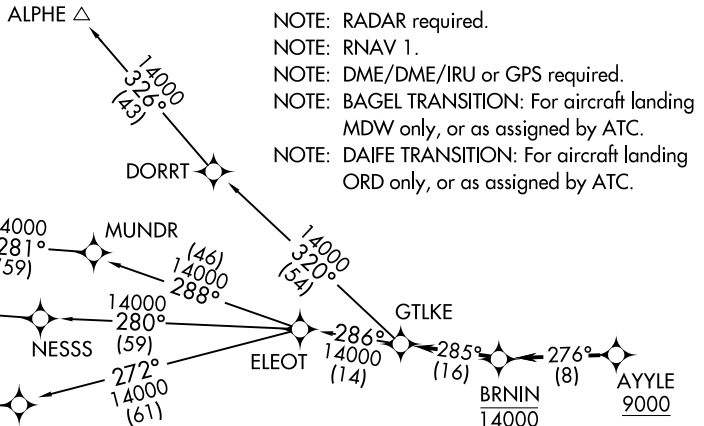 ALPHE
NOTE: RADAR required.
NOTE: RNAV 1.
NOTE: DME/DME/IRU or GPS required.
NOTE: BAGEL TRANSITION: For aircraft landing
MDW only, or as assigned by ATC.
NOTE: DAIFE TRANSITION: For aircraft landing
ORD only, or as assigned by ATC.
14000
326°
(43)
DORRT
14000
320°
(54)
MUNDR
4000
281°
59)
(46)
14000
288°
14000
280°
(59)
NESSS
ELEOT
272°
14000
(61)
GTLKE
286°
14000
(14)
285°
(16)
BRNIN
14000
276°
(8)
AYYLE
9000